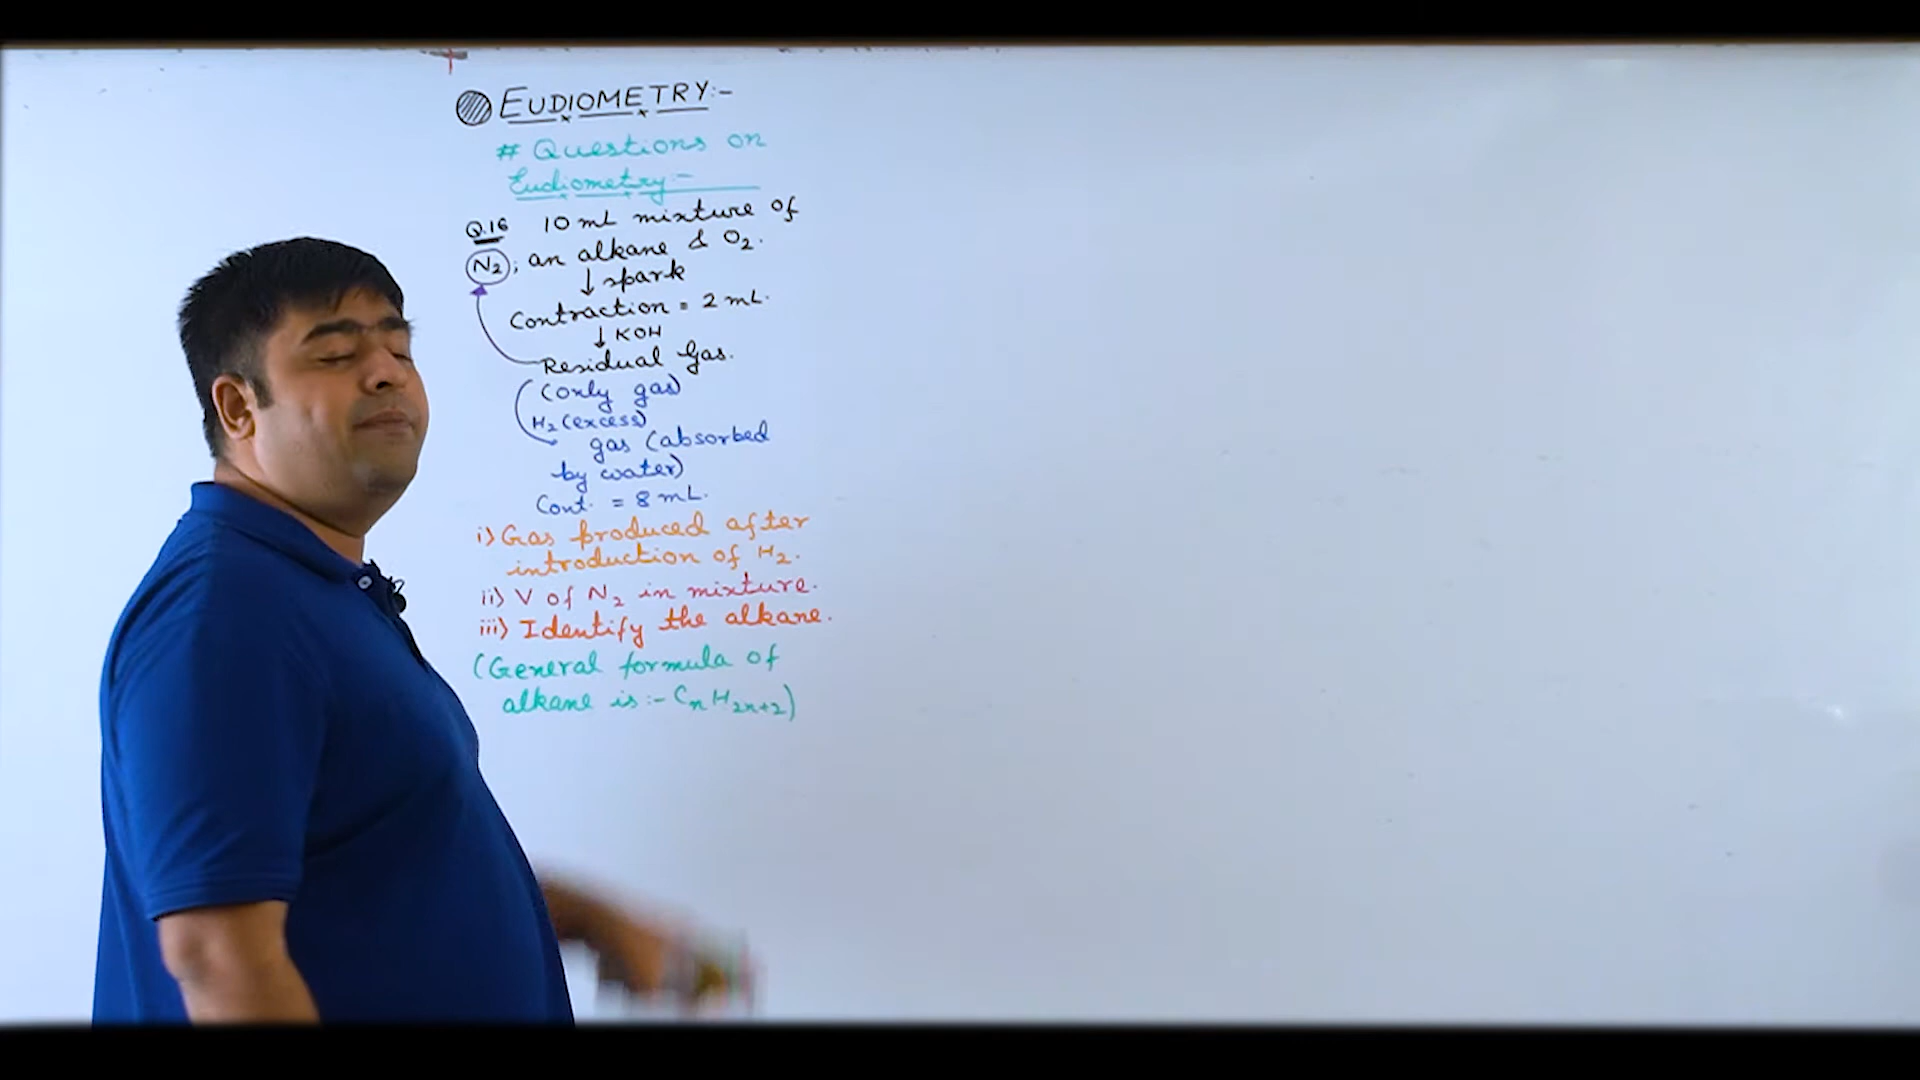 EUDIOMETRY:-
# Questions on
Eudiometry:-
Q.16 10 mL mixture of
N₂; an alkane & O₂.
↓ spark
Contraction = 2 mL.
↓ KOH
Residual Gas.
(only gas)
H₂ (excess)
gas (absorbed
by water)
Cont. = 8 mL.
i) Gas produced after
introduction of H₂.
ii) V of N₂ in mixture.
iii) Identify the alkane.
(General formula of
alkane is:- CₙH₂ₙ₊₂)